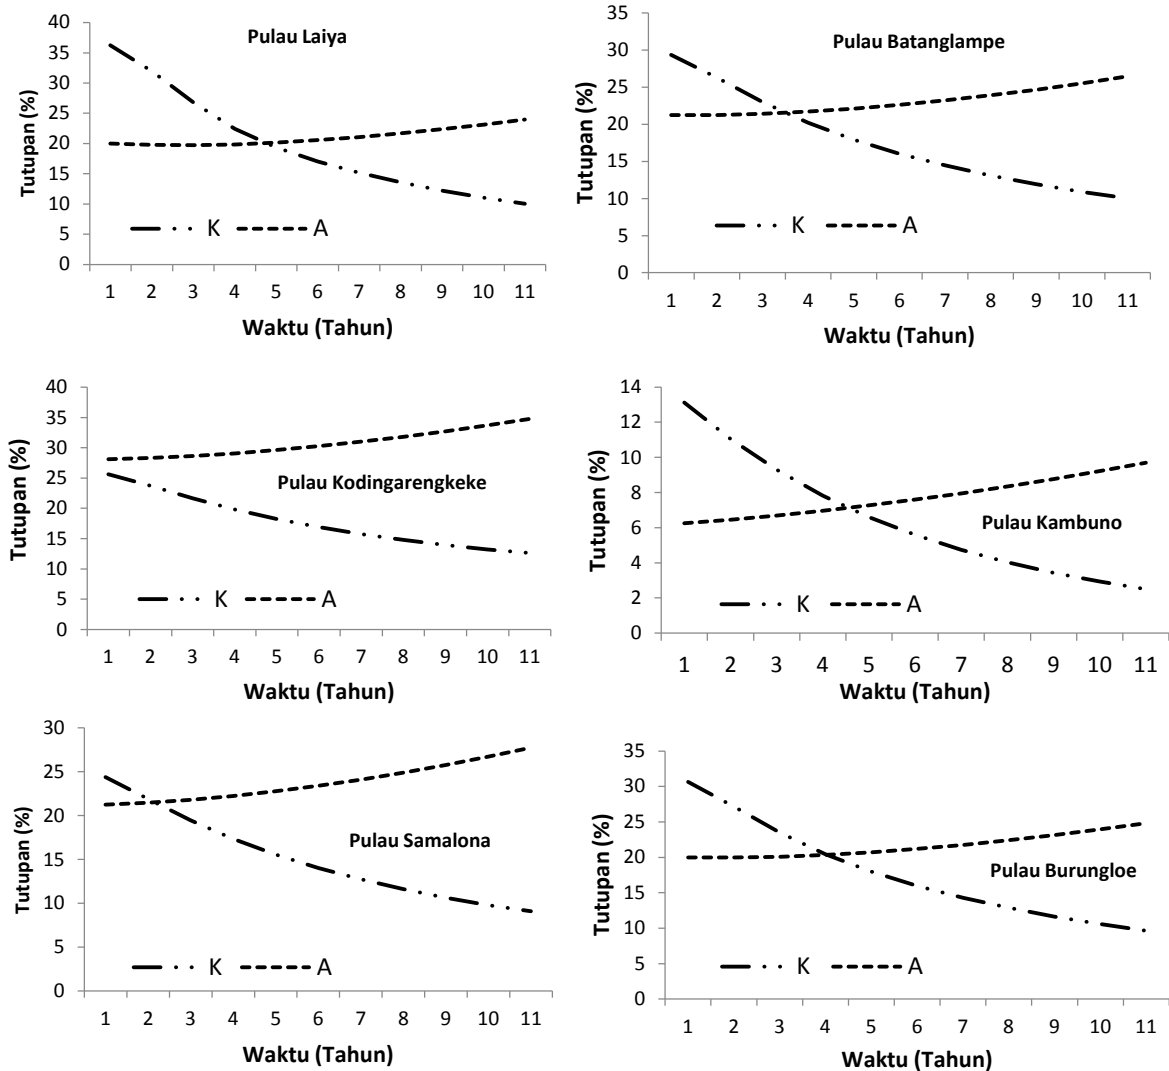 Pulau Laiya
Tutupan (%)
40
35
30
25
20
15
10
5
0
K A
1 2 3 4 5 6 7 8 9 10 11
Waktu (Tahun)
Pulau Batanglampe
Tutupan (%)
35
30
25
20
15
10
5
0
K A
1 2 3 4 5 6 7 8 9 10 11
Waktu (Tahun)
Pulau Kodingarengkeke
Tutupan (%)
40
35
30
25
20
15
10
5
0
K A
1 2 3 4 5 6 7 8 9 10 11
Waktu (Tahun)
Pulau Kambuno
Tutupan (%)
14
12
10
8
6
4
2
0
K A
1 2 3 4 5 6 7 8 9 10 11
Waktu (Tahun)
Pulau Samalona
Tutupan (%)
30
25
20
15
10
5
0
K A
1 2 3 4 5 6 7 8 9 10 11
Waktu (Tahun)
Pulau Burungloe
Tutupan (%)
35
30
25
20
15
10
5
0
K A
1 2 3 4 5 6 7 8 9 10 11
Waktu (Tahun)